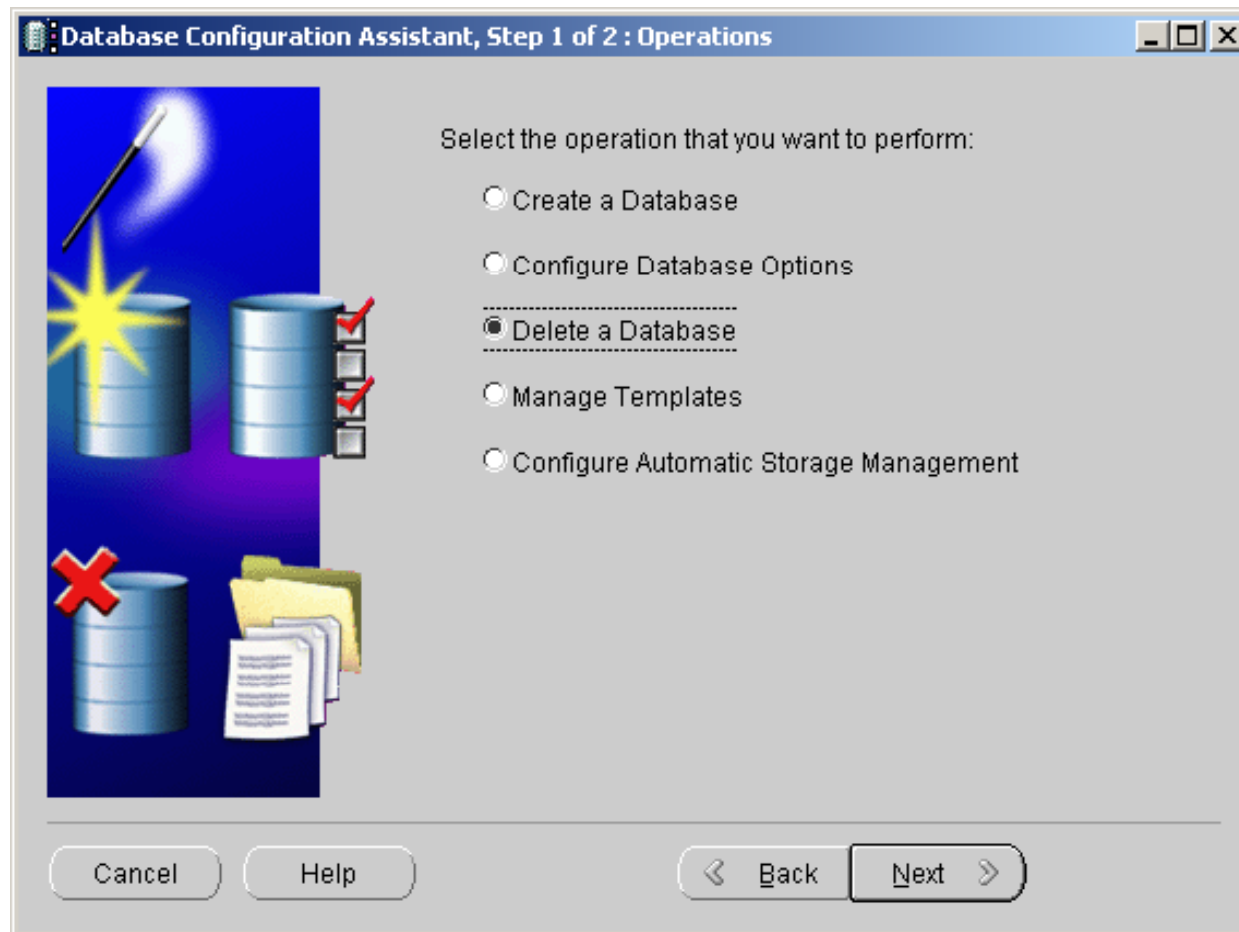 Database Configuration Assistant, Step 1 of 2 : Operations
Select the operation that you want to perform:
Create a Database
Configure Database Options
Delete a Database
Manage Templates
Configure Automatic Storage Management
Cancel
Help
Back
Next